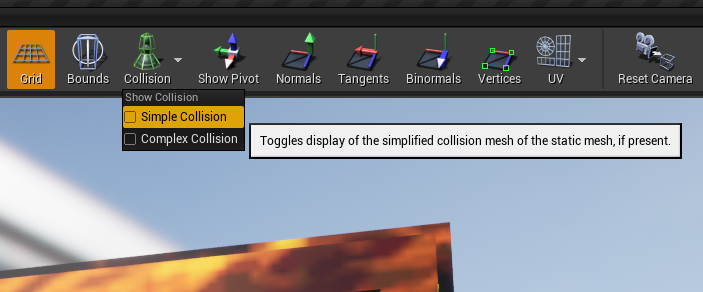 Grid Bounds Collision Show Pivot Normals Tangents Binormals Vertices UV Reset Camera
Show Collision
Simple Collision
Complex Collision
Toggles display of the simplified collision mesh of the static mesh, if present.